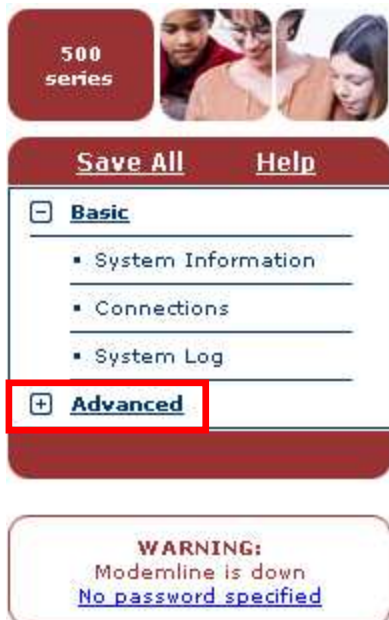 500
series
Save All Help
Basic
System Information
Connections
System Log
Advanced
WARNING:
Modemline is down
No password specified